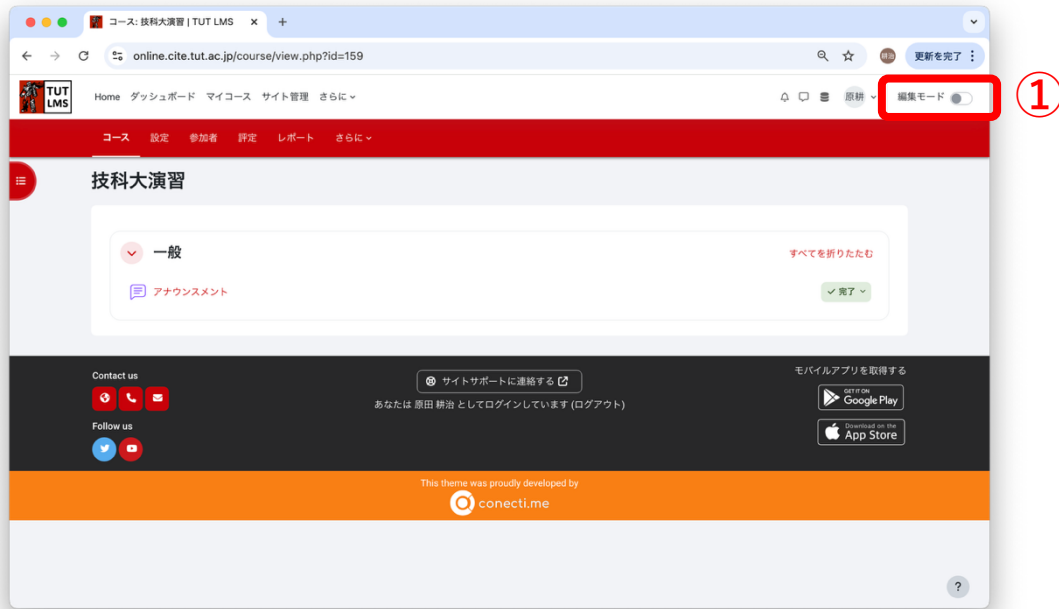 コース: 技科大演習 | TUT LMS
online.cite.tut.ac.jp/course/view.php?id=159
耕治
更新を完了
TUT
LMS
Home ダッシュボード マイコース サイト管理 さらに
原耕
編集モード
①
コース 設定 参加者 評定 レポート さらに
技科大演習
一般
すべてを折りたたむ
アナウンスメント
完了
Contact us
Follow us
サイトサポートに連絡する
あなたは 原田 耕治 としてログインしています (ログアウト)
モバイルアプリを取得する
GET IT ON
Google Play
Download on the
App Store
This theme was proudly developed by
conecti.me
?